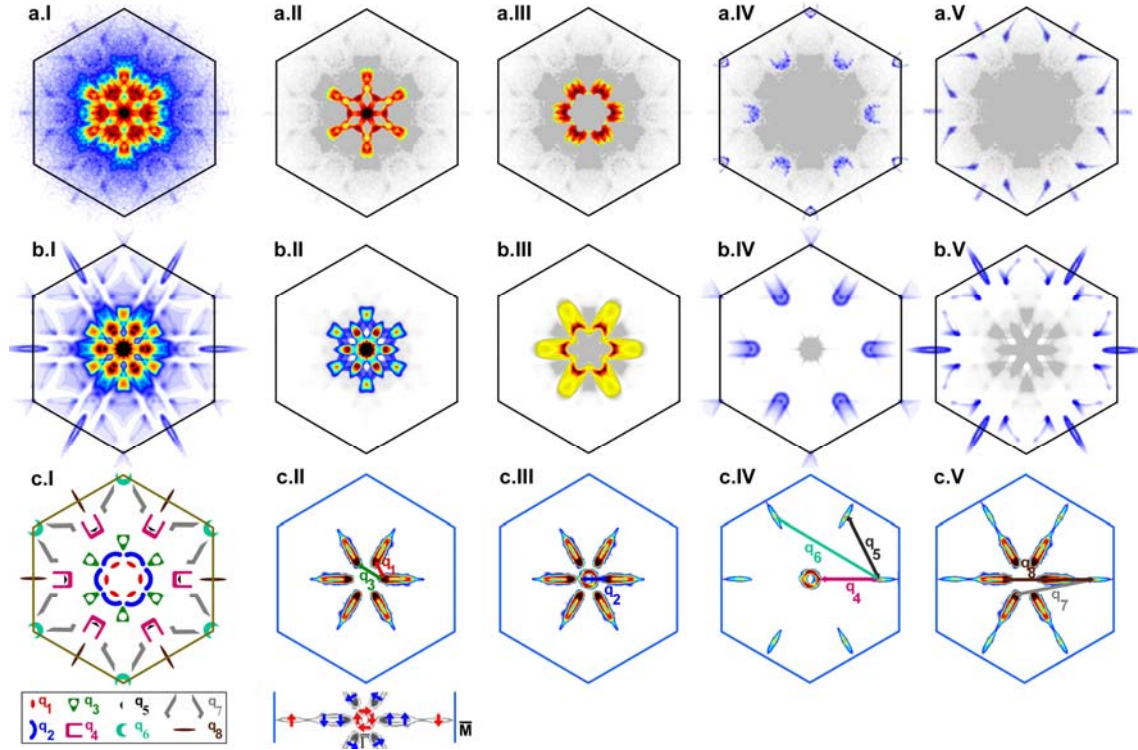 a.I a.II a.III a.IV a.V
b.I b.II b.III b.IV b.V
c.I c.II c.III c.IV c.V
q1 q3 q2 q6 q5 q4 q8 q7
q1 q3 q5 q7
q2 q4 q6 q8
Γ M̅